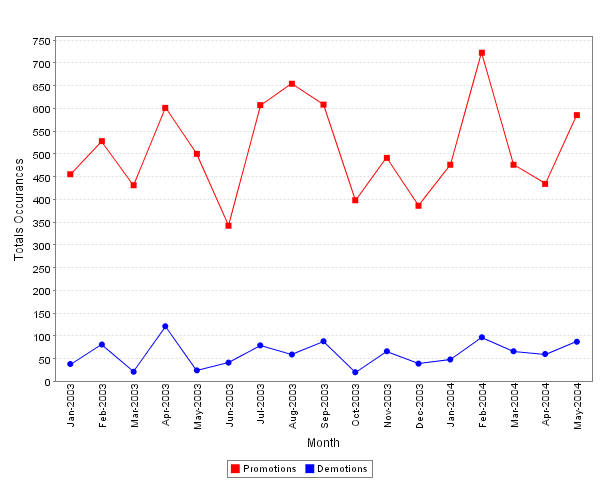 750
700
650
600
550
500
450
400
350
300
250
200
150
100
50
0
Totals Occurances
Jan-2003
Feb-2003
Mar-2003
Apr-2003
May-2003
Jun-2003
Jul-2003
Aug-2003
Sep-2003
Oct-2003
Nov-2003
Dec-2003
Jan-2004
Feb-2004
Mar-2004
Apr-2004
May-2004
Month
Promotions Demotions